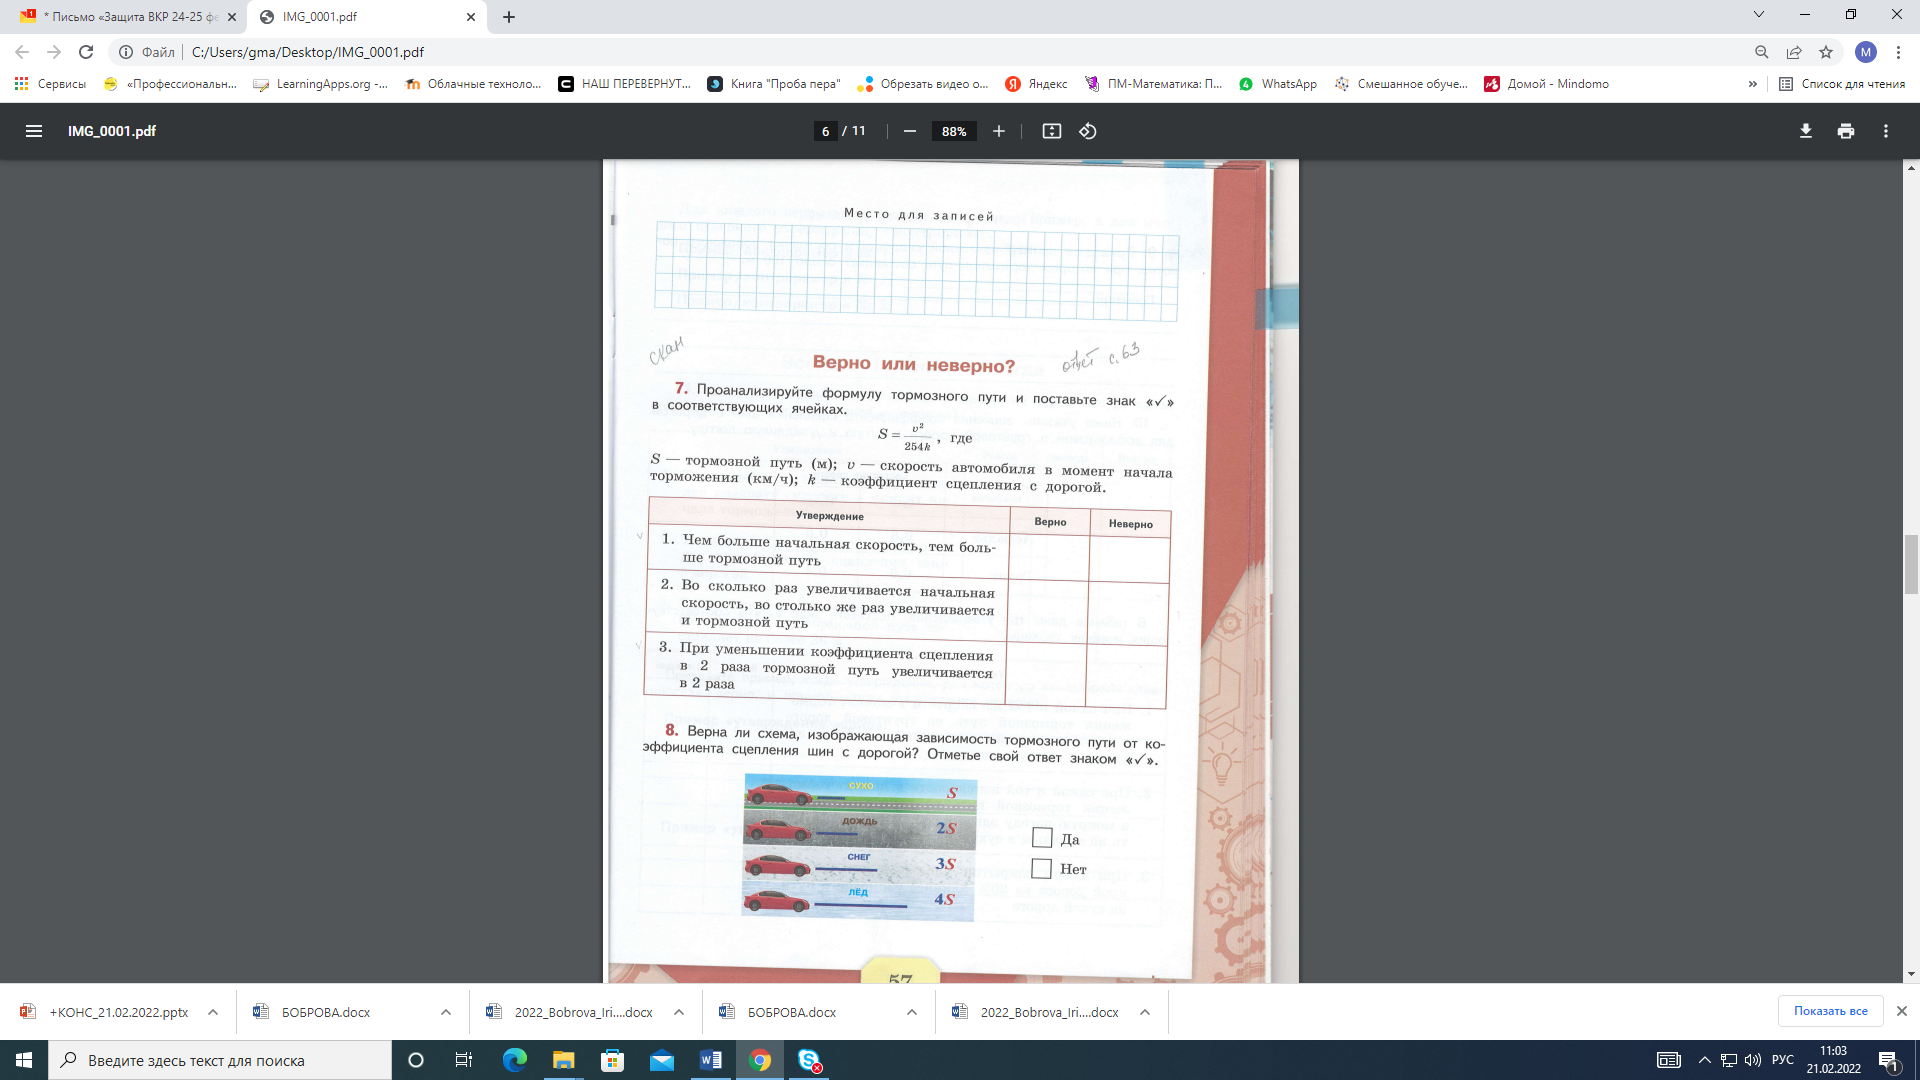 * Письмо «Защита ВКР 24-25 фе
IMG_0001.pdf
Файл
C:/Users/gma/Desktop/IMG_0001.pdf
M
Сервисы
«Профессиональн...
LearningApps.org -...
Облачные техноло...
НАШ ПЕРЕВЕРНУТ...
Книга "Проба пера"
Обрезать видео о...
Яндекс
ПМ-Математика: П...
WhatsApp
Смешанное обуче...
Домой - Mindomo
»
Список для чтения
IMG_0001.pdf
6 / 11
88%
Место для записей
скан
ответ с. 63
Верно или неверно?
7. Проанализируйте формулу тормозного пути и поставьте знак «✓»
в соответствующих ячейках.
S = v²/254k, где
S — тормозной путь (м); v — скорость автомобиля в момент начала
торможения (км/ч); k — коэффициент сцепления с дорогой.
Утверждение Верно Неверно
1. Чем больше начальная скорость, тем боль-
ше тормозной путь
2. Во сколько раз увеличивается начальная
скорость, во столько же раз увеличивается
и тормозной путь
3. При уменьшении коэффициента сцепления
в 2 раза тормозной путь увеличивается
в 2 раза
8. Верна ли схема, изображающая зависимость тормозного пути от ко-
эффициента сцепления шин с дорогой? Отметье свой ответ знаком «✓».
СУХО S
ДОЖДЬ 2S
СНЕГ 3S
ЛЁД 4S
Да
Нет
57
+КОНС_21.02.2022.pptx
БОБРОВА.docx
2022_Bobrova_Iri....docx
БОБРОВА.docx
2022_Bobrova_Iri....docx
Показать все
Введите здесь текст для поиска
РУС
11:03
21.02.2022
1